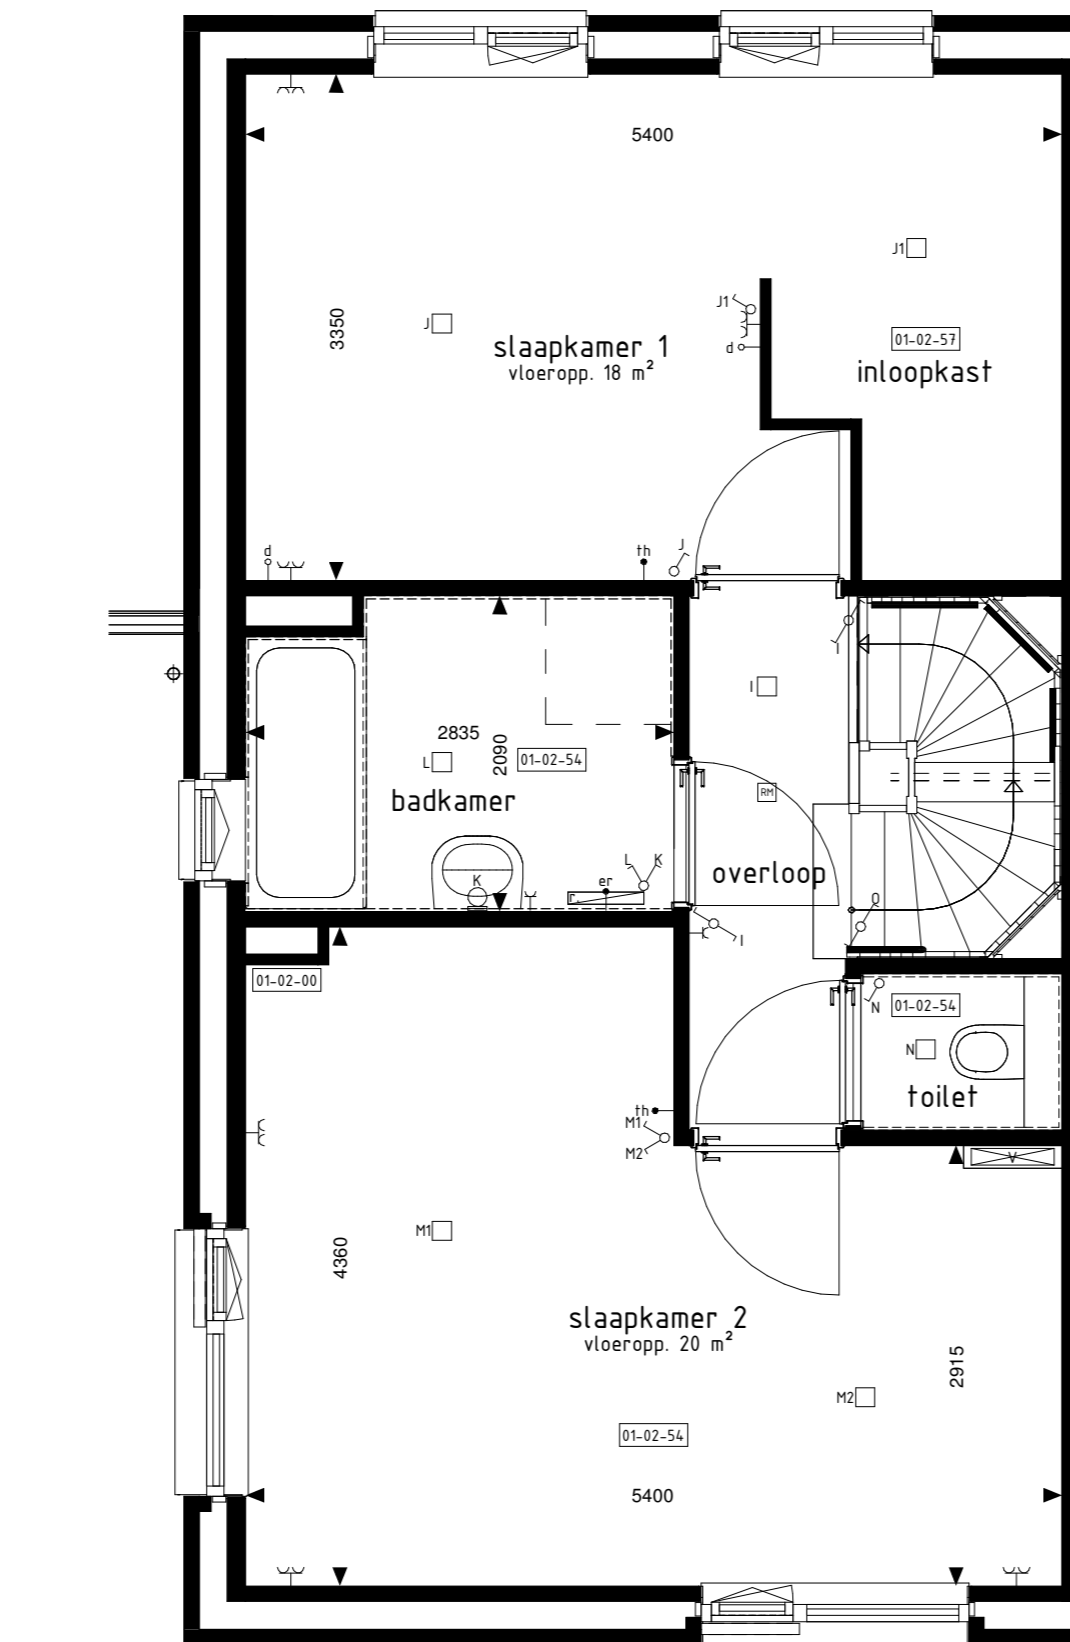 5400
J1
J1
J
3350
slaapkamer 1
vloeropp. 18 m²
d
01-02-57
inloopkast
d
th
J
I
I
2835
2090
L
01-02-54
badkamer
RM
overloop
L K
K
er
r.
Q
I
01-02-00
01-02-54
N
N
toilet
th
M1
M2
V
M1
4360
slaapkamer 2
vloeropp. 20 m²
2915
M2
01-02-54
5400